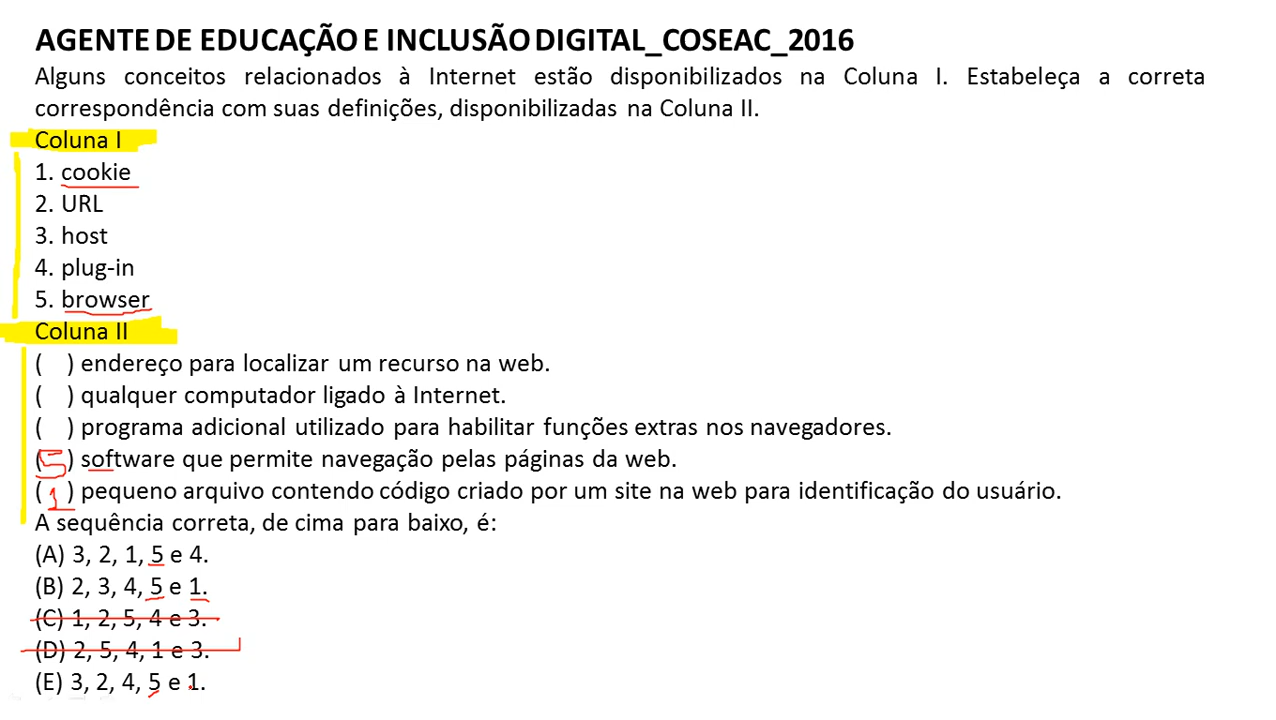 AGENTE DE EDUCAÇÃO E INCLUSÃO DIGITAL_COSEAC_2016
Alguns conceitos relacionados à Internet estão disponibilizados na Coluna I. Estabeleça a correta
correspondência com suas definições, disponibilizadas na Coluna II.
Coluna I
1. cookie
2. URL
3. host
4. plug-in
5. browser
Coluna II
( ) endereço para localizar um recurso na web.
( ) qualquer computador ligado à Internet.
( ) programa adicional utilizado para habilitar funções extras nos navegadores.
(5) software que permite navegação pelas páginas da web.
(1) pequeno arquivo contendo código criado por um site na web para identificação do usuário.
A sequência correta, de cima para baixo, é:
(A) 3, 2, 1, 5 e 4.
(B) 2, 3, 4, 5 e 1.
(C) 1, 2, 5, 4 e 3.
(D) 2, 5, 4, 1 e 3.
(E) 3, 2, 4, 5 e 1.